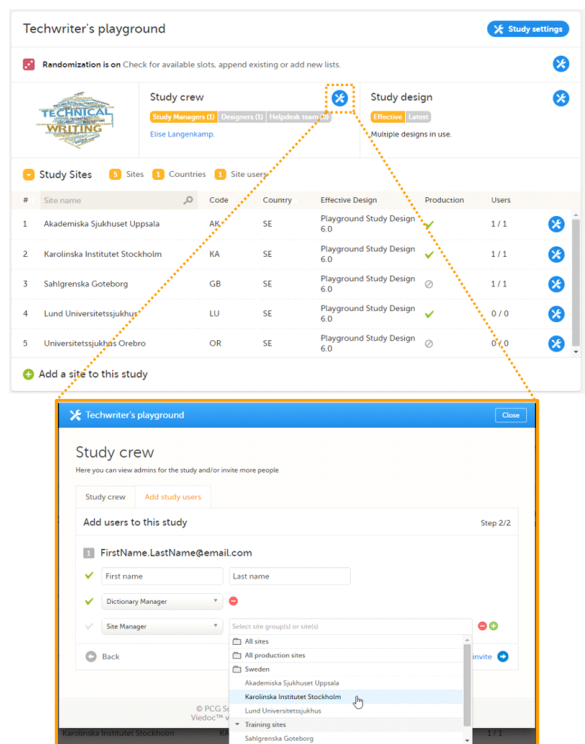 Techwriter's playground
Study settings
Randomization is on Check for available slots, append existing or add new lists.
TECHNICAL
WRITING
Study crew
Study Managers (1) Designers (1) Helpdesk team
Elise Langenkamp.
Study design
Effective Latest
Multiple designs in use.
Study Sites 5 Sites 1 Countries 1 Site users
# Site name Code Country Effective Design Production Users
1 Akademiska Sjukhuset Uppsala AK SE Playground Study Design 6.0 1 / 1
2 Karolinska Institutet Stockholm KA SE Playground Study Design 6.0 1 / 1
3 Sahlgrenska Goteborg GB SE Playground Study Design 6.0 1 / 1
4 Lund Universitetssjukhus LU SE Playground Study Design 6.0 0 / 0
5 Universitetssjukhus Orebro OR SE Playground Study Design 6.0 0 / 0
Add a site to this study
Techwriter's playground Close
Study crew
Here you can view admins for the study and/or invite more people
Study crew Add study users
Add users to this study Step 2/2
1 FirstName.LastName@email.com
First name Last name
Dictionary Manager
Site Manager Select site group(s) or site(s)
All sites
All production sites
Back invite
Sweden
Akademiska Sjukhuset Uppsala
Karolinska Institutet Stockholm
Lund Universitetssjukhus
Training sites
Sahlgrenska Goteborg
© PCG S
Viedoc™ v
Karolinska Institutet Stockholm KA 1 / 1